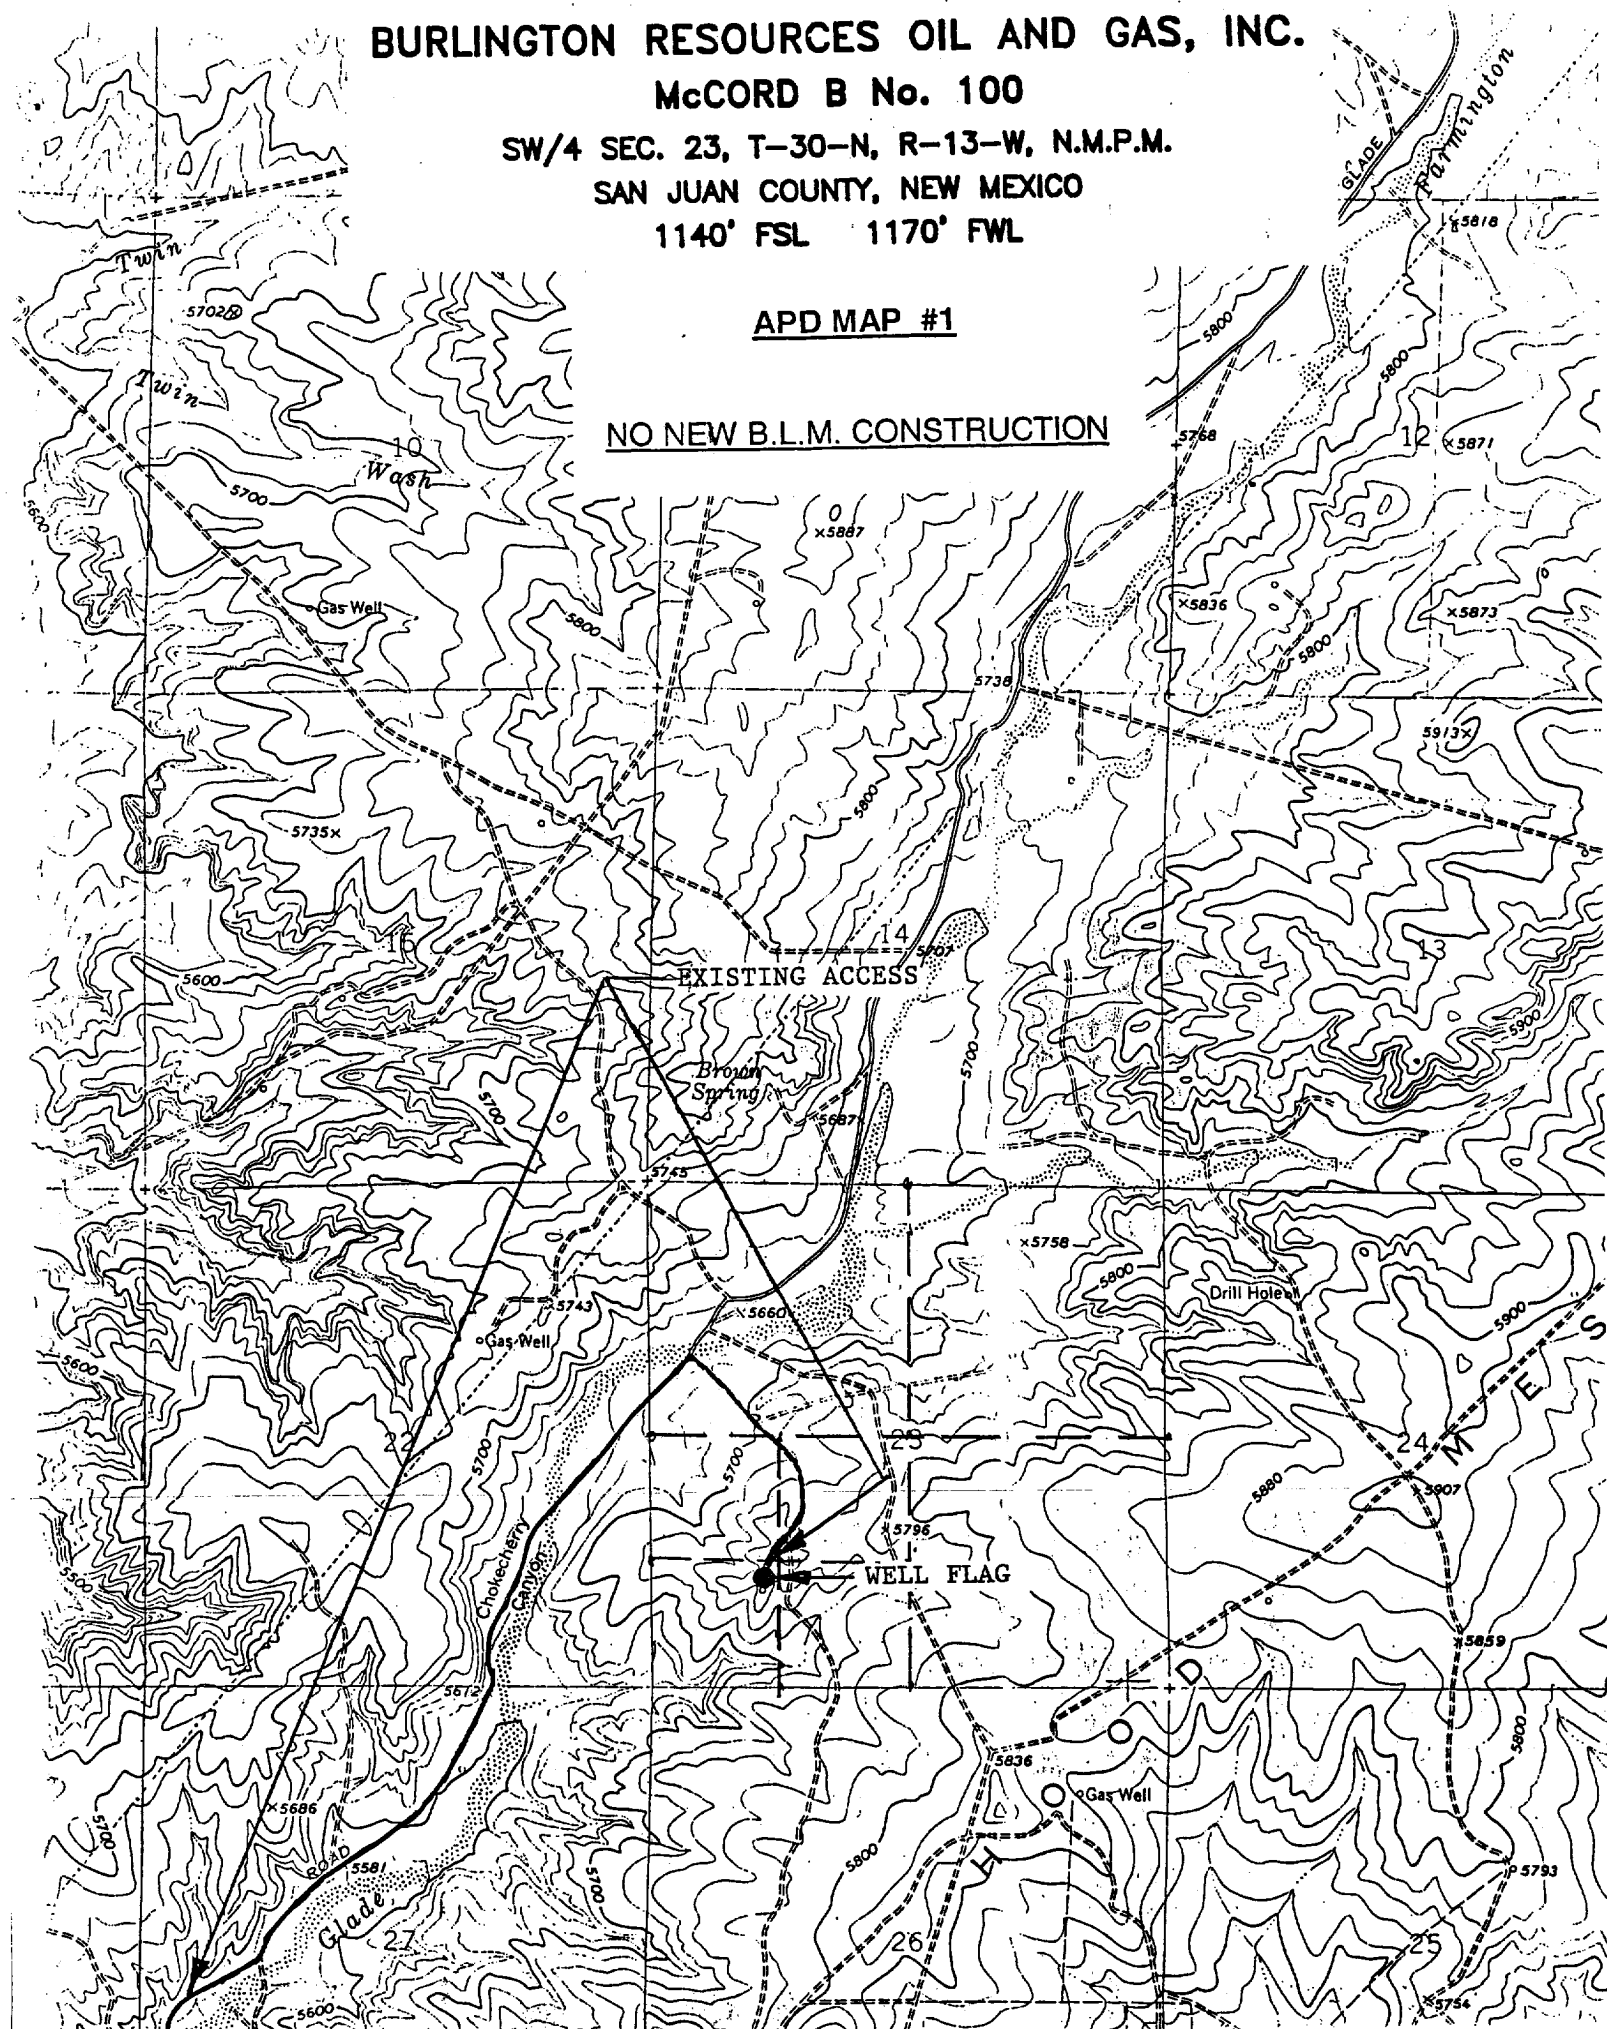 BURLINGTON RESOURCES OIL AND GAS, INC.
McCORD B No. 100
SW/4 SEC. 23, T-30-N, R-13-W, N.M.P.M.
SAN JUAN COUNTY, NEW MEXICO
1140' FSL 1170' FWL
APD MAP #1
NO NEW B.L.M. CONSTRUCTION
GLADE
Farmington
5818
Twin
5702
5800
5800
Twin
10
Wash
5768
12
5871
5700
5600
5887
Gas Well
5800
5836
5873
5800
5738
5913
5800
5735
14
13
5707
EXISTING ACCESS
5600
5900
5700
Brown
Spring
5700
5687
5745
5758
5800
Drill Hole
5743
5660
5900
Gas Well
5600
M E S
22
23
24
5700
5700
5880
5907
5796
Chokecherry
Canyon
WELL FLAG
5500
5859
D
5612
O
5800
5836
O
Gas Well
5686
5700
H
ROAD
5581
5800
5793
5700
Glade
27
26
25
5754
5600